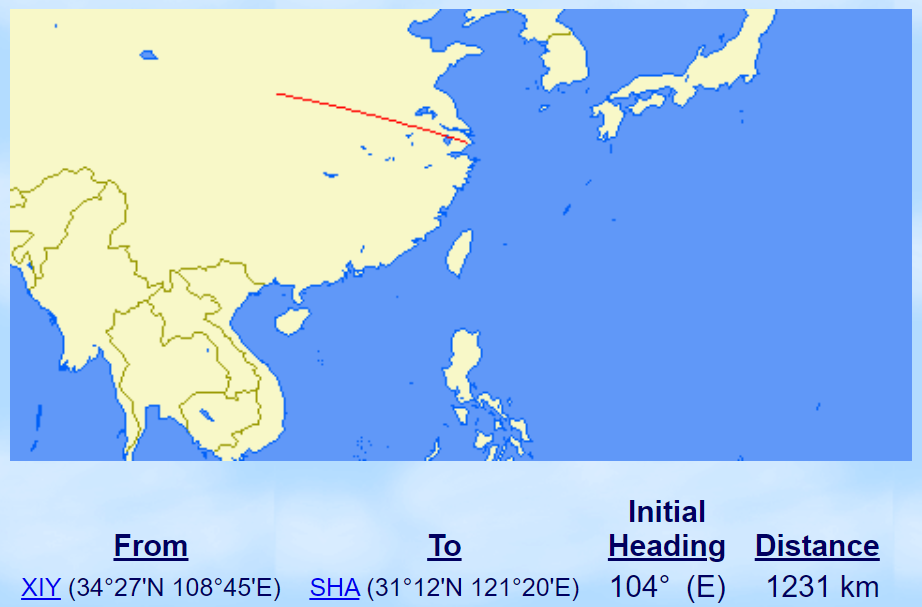 Initial
From To Heading Distance
XIY (34°27'N 108°45'E) SHA (31°12'N 121°20'E) 104° (E) 1231 km